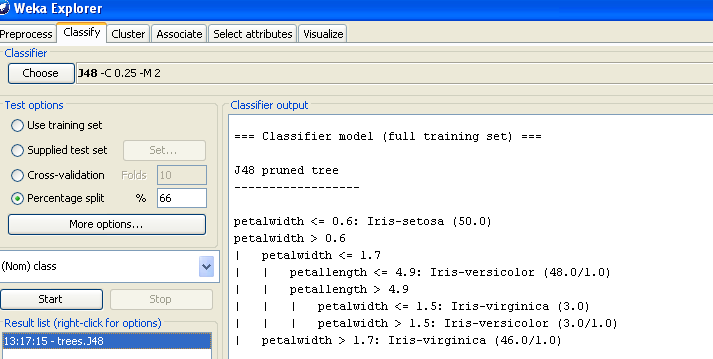 Weka Explorer
Preprocess Classify Cluster Associate Select attributes Visualize
Classifier
Choose J48 -C 0.25 -M 2
Test options
Use training set
Supplied test set Set...
Cross-validation Folds 10
Percentage split % 66
More options...
(Nom) class
Start Stop
Result list (right-click for options)
13:17:15 - trees.J48
Classifier output
=== Classifier model (full training set) ===
J48 pruned tree
------------------
petalwidth <= 0.6: Iris-setosa (50.0)
petalwidth > 0.6
|   petalwidth <= 1.7
|   |   petallength <= 4.9: Iris-versicolor (48.0/1.0)
|   |   petallength > 4.9
|   |   |   petalwidth <= 1.5: Iris-virginica (3.0)
|   |   |   petalwidth > 1.5: Iris-versicolor (3.0/1.0)
|   petalwidth > 1.7: Iris-virginica (46.0/1.0)